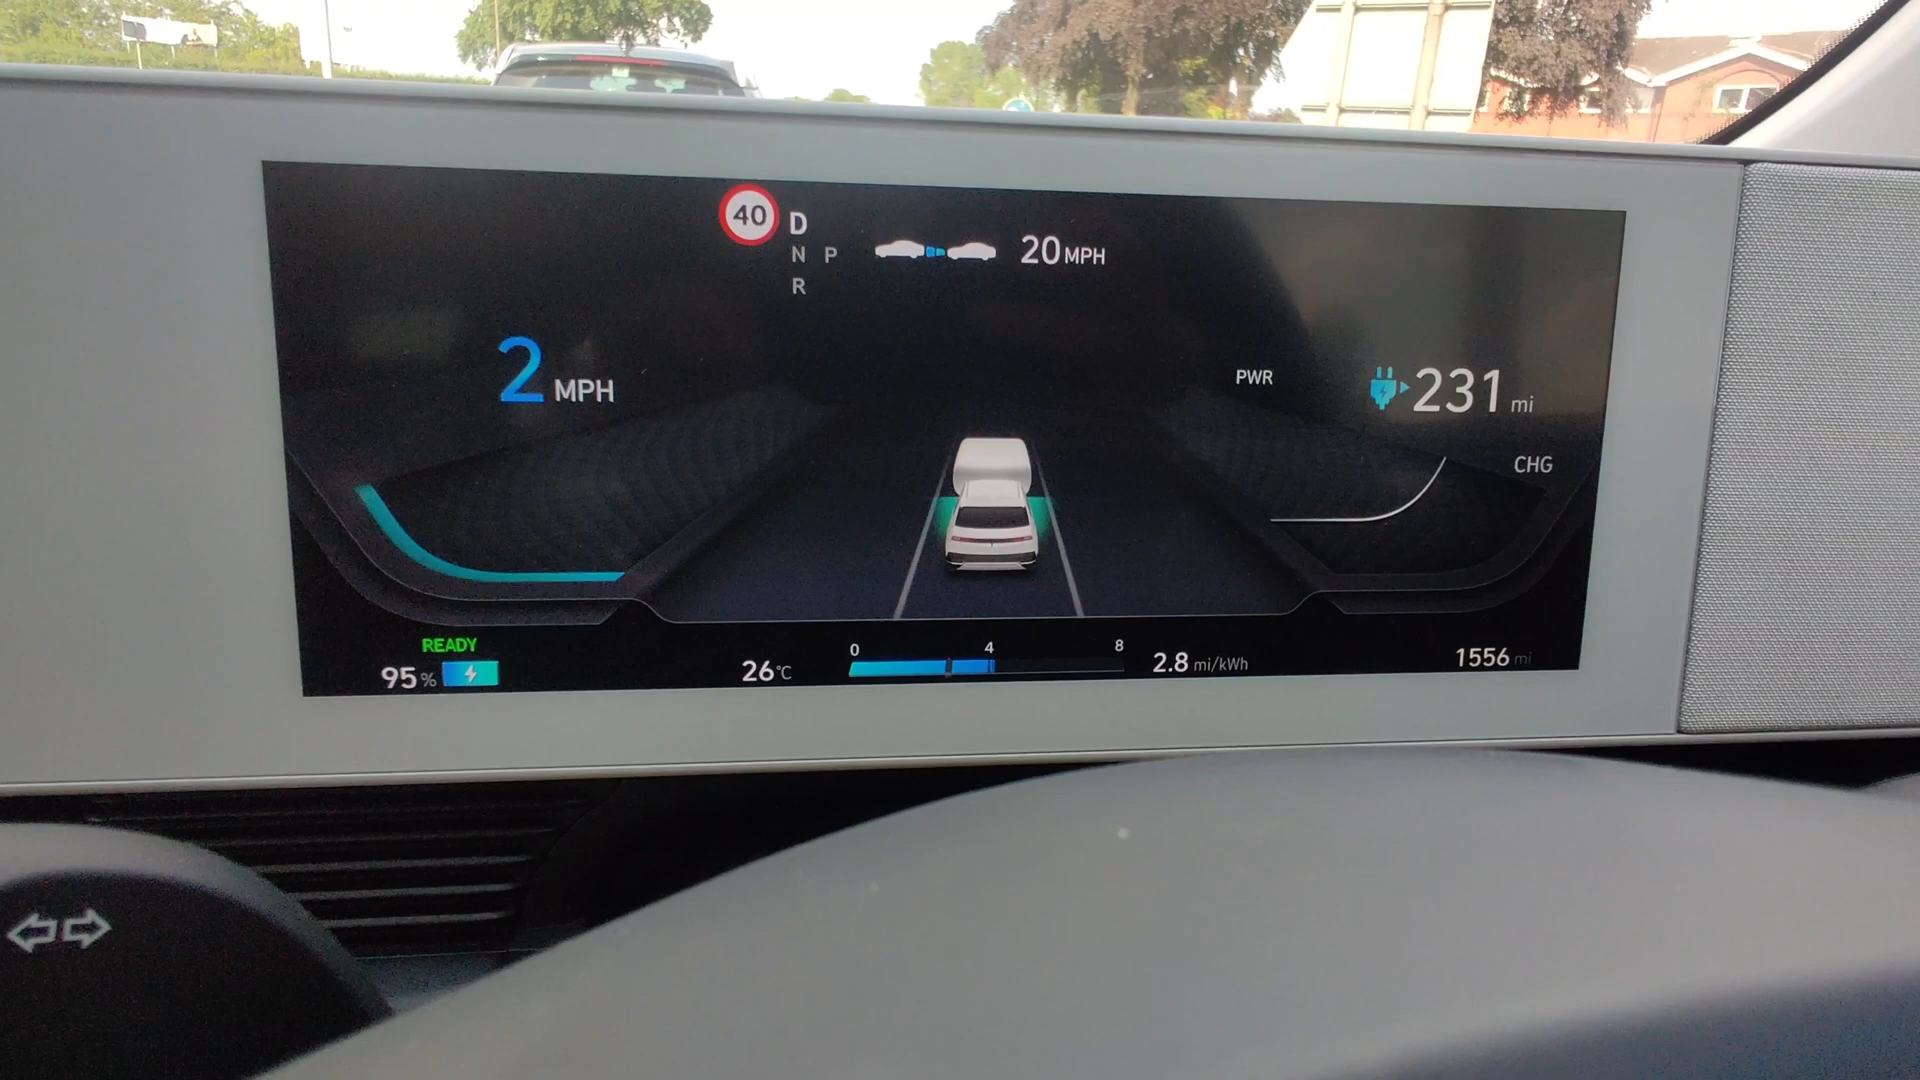 40
D
N P
R
20 MPH
2 MPH
PWR
231 mi
CHG
READY
95 %
26°C
0 4 8
2.8 mi/kWh
1556 mi